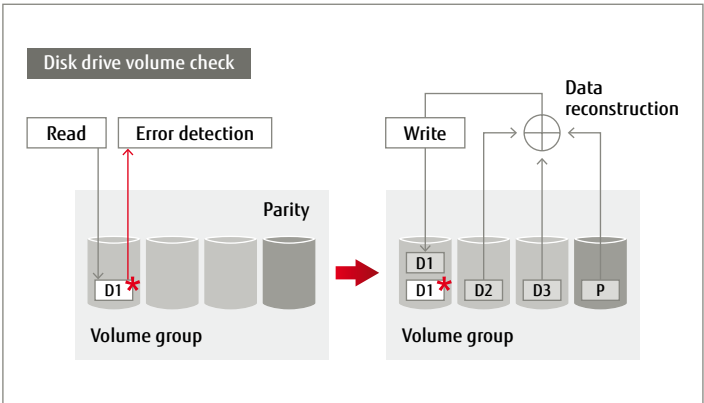 Disk drive volume check
Read
Error detection
Parity
D1*
Volume group
Data
reconstruction
Write
D1
D1*
D2
D3
P
Volume group